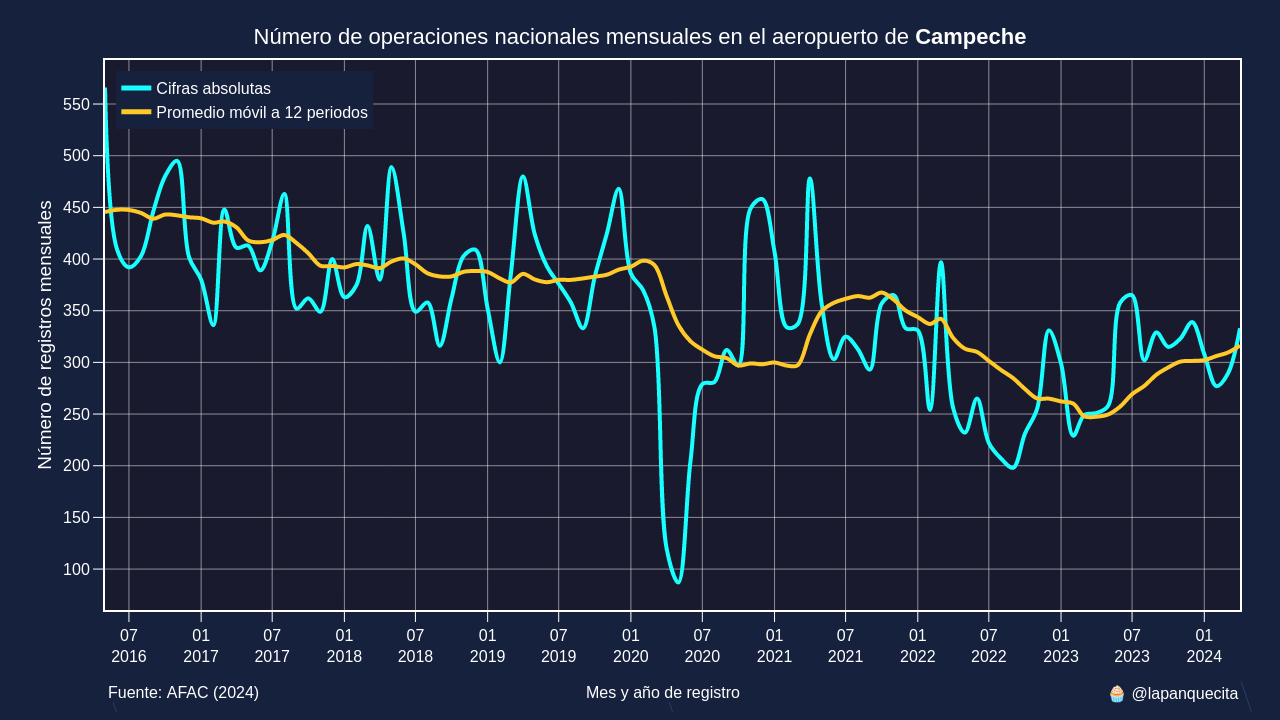 Número de operaciones nacionales mensuales en el aeropuerto de Campeche
Cifras absolutas
Promedio móvil a 12 periodos
Número de registros mensuales
550
500
450
400
350
300
250
200
150
100
07 01 07 01 07 01 07 01 07 01 07 01 07 01 07 01
2016 2017 2017 2018 2018 2019 2019 2020 2020 2021 2021 2022 2022 2023 2023 2024
Fuente: AFAC (2024) Mes y año de registro 🧁 @lapanquecita